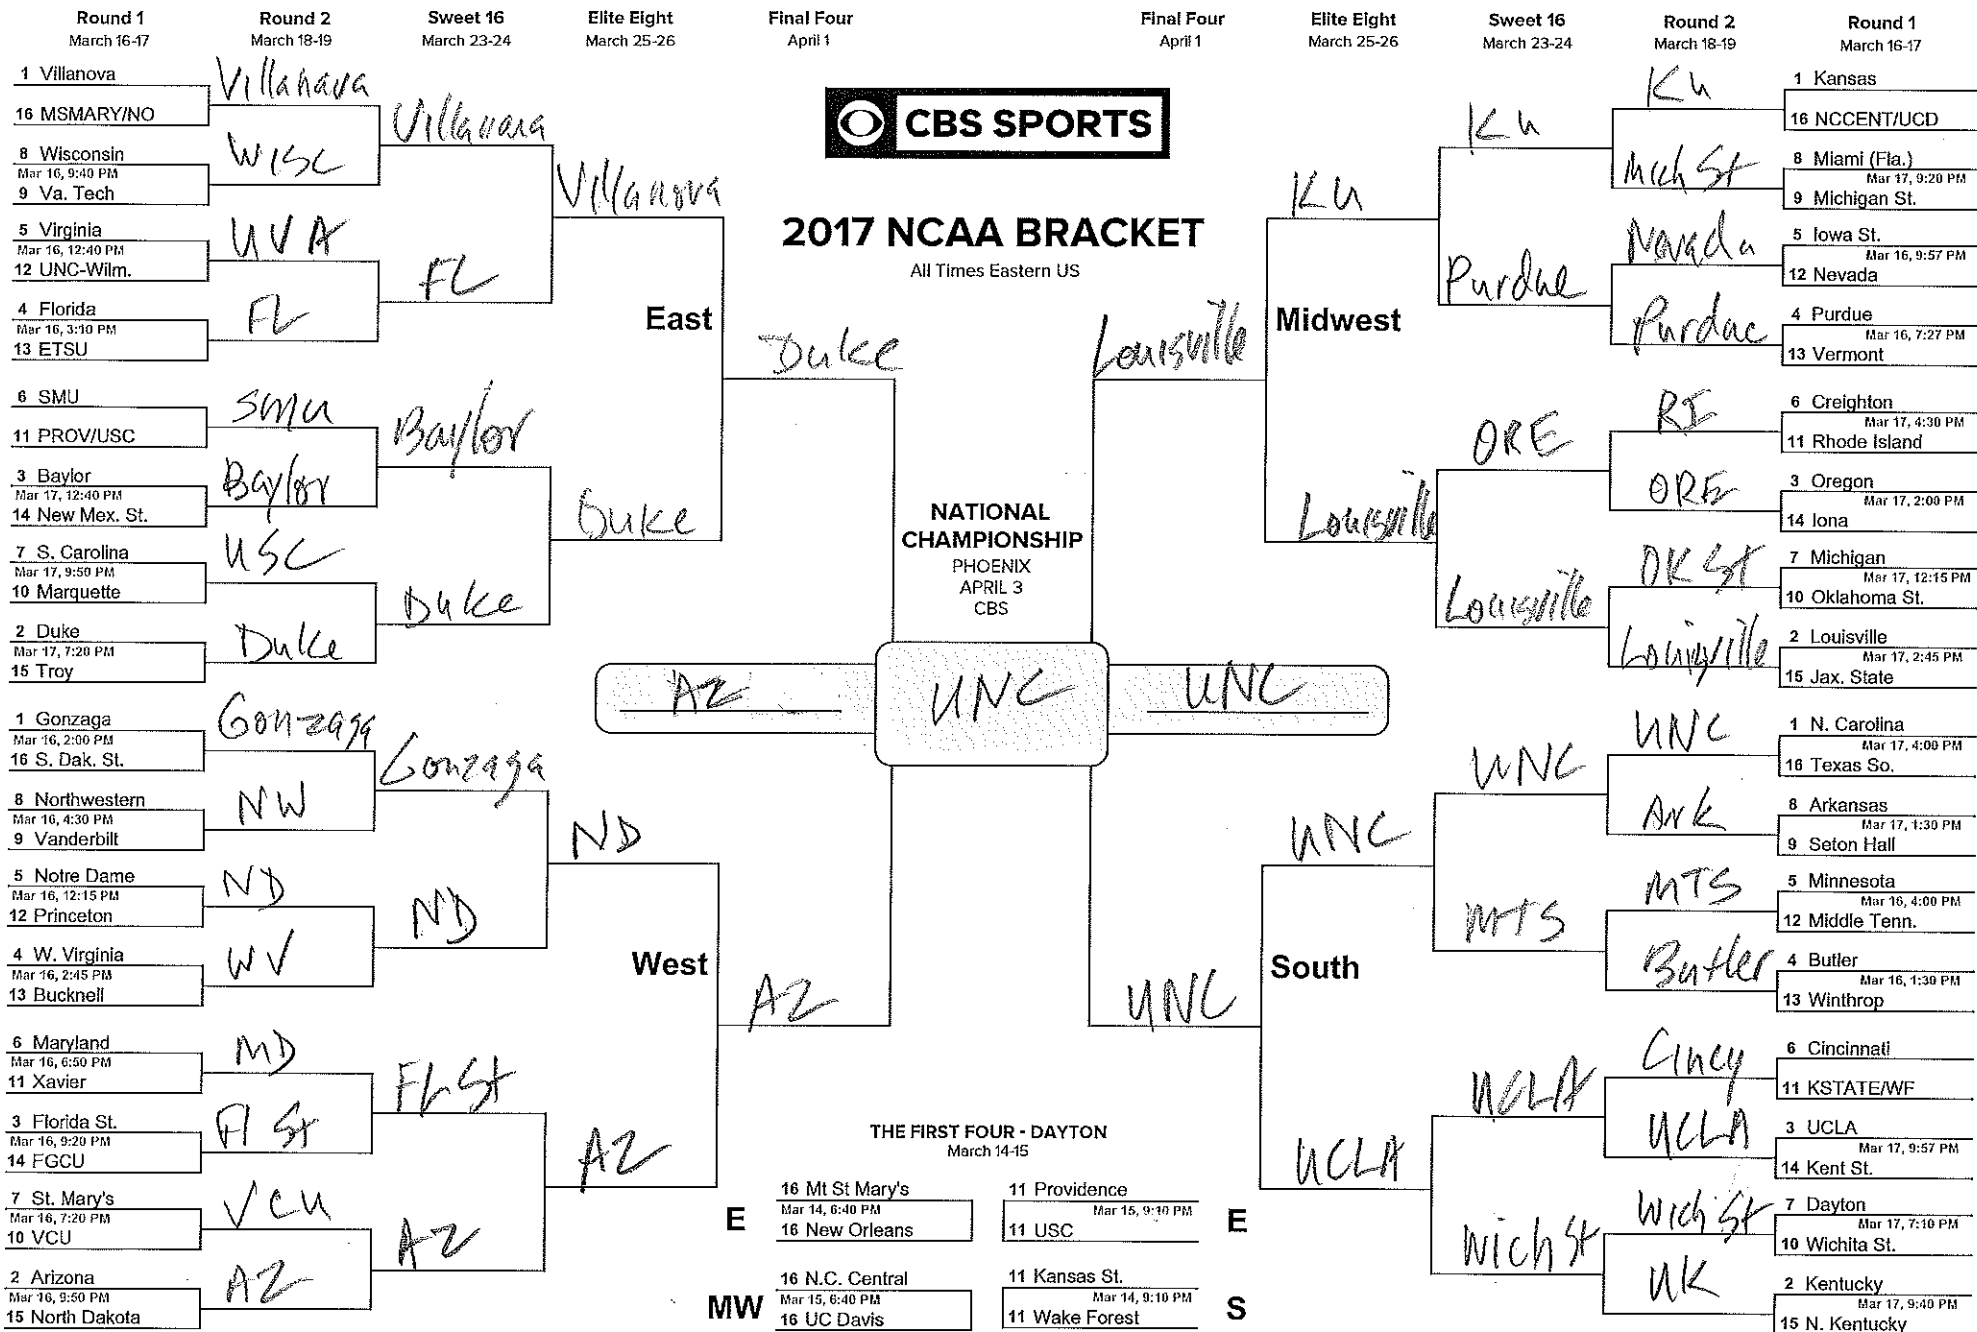 Round 1
March 16-17
Round 2
March 18-19
Sweet 16
March 23-24
Elite Eight
March 25-26
Final Four
April 1
Final Four
April 1
Elite Eight
March 25-26
Sweet 16
March 23-24
Round 2
March 18-19
Round 1
March 16-17
CBS SPORTS
2017 NCAA BRACKET
All Times Eastern US
1 Villanova
16 MSMARY/NO
8 Wisconsin
Mar 16, 9:40 PM
9 Va. Tech
5 Virginia
Mar 16, 12:40 PM
12 UNC-Wilm.
4 Florida
Mar 16, 3:10 PM
13 ETSU
6 SMU
11 PROV/USC
3 Baylor
Mar 17, 12:40 PM
14 New Mex. St.
7 S. Carolina
Mar 17, 9:50 PM
10 Marquette
2 Duke
Mar 17, 7:20 PM
15 Troy
Villanova
WISC
UVA
FL
SMU
Baylor
USC
Duke
Villanova
FL
Baylor
Duke
Villanova
Duke
East
Duke
1 Gonzaga
Mar 16, 2:00 PM
16 S. Dak. St.
8 Northwestern
Mar 16, 4:30 PM
9 Vanderbilt
5 Notre Dame
Mar 16, 12:15 PM
12 Princeton
4 W. Virginia
Mar 16, 2:45 PM
13 Bucknell
6 Maryland
Mar 16, 6:50 PM
11 Xavier
3 Florida St.
Mar 16, 9:20 PM
14 FGCU
7 St. Mary's
Mar 16, 7:20 PM
10 VCU
2 Arizona
Mar 16, 9:50 PM
15 North Dakota
Gonzaga
NW
ND
WV
MD
Fl St
VCU
AZ
Gonzaga
ND
FL St
AZ
ND
AZ
West
AZ
NATIONAL
CHAMPIONSHIP
PHOENIX
APRIL 3
CBS
AZ
UNC
UNC
Louisville
Midwest
KU
Louisville
KU
Purdue
ORE
Louisville
KU
Mich St
Nevada
Purdue
RI
ORE
OK St
Louisville
1 Kansas
16 NCCENT/UCD
8 Miami (Fla.)
Mar 17, 9:20 PM
9 Michigan St.
5 Iowa St.
Mar 16, 9:57 PM
12 Nevada
4 Purdue
Mar 16, 7:27 PM
13 Vermont
6 Creighton
Mar 17, 4:30 PM
11 Rhode Island
3 Oregon
Mar 17, 2:00 PM
14 Iona
7 Michigan
Mar 17, 12:15 PM
10 Oklahoma St.
2 Louisville
Mar 17, 2:45 PM
15 Jax. State
UNC
South
UNC
UCLA
UNC
MTS
UCLA
Wich St
UNC
Ark
MTS
Butler
Cincy
UCLA
Wich St
UK
1 N. Carolina
Mar 17, 4:00 PM
16 Texas So.
8 Arkansas
Mar 17, 1:30 PM
9 Seton Hall
5 Minnesota
Mar 16, 4:00 PM
12 Middle Tenn.
4 Butler
Mar 16, 1:30 PM
13 Winthrop
6 Cincinnati
11 KSTATE/WF
3 UCLA
Mar 17, 9:57 PM
14 Kent St.
7 Dayton
Mar 17, 7:10 PM
10 Wichita St.
2 Kentucky
Mar 17, 9:40 PM
15 N. Kentucky
THE FIRST FOUR - DAYTON
March 14-15
E
16 Mt St Mary's
Mar 14, 6:40 PM
16 New Orleans
11 Providence
Mar 15, 9:10 PM
11 USC
E
MW
16 N.C. Central
Mar 15, 6:40 PM
16 UC Davis
11 Kansas St.
Mar 14, 9:10 PM
11 Wake Forest
S